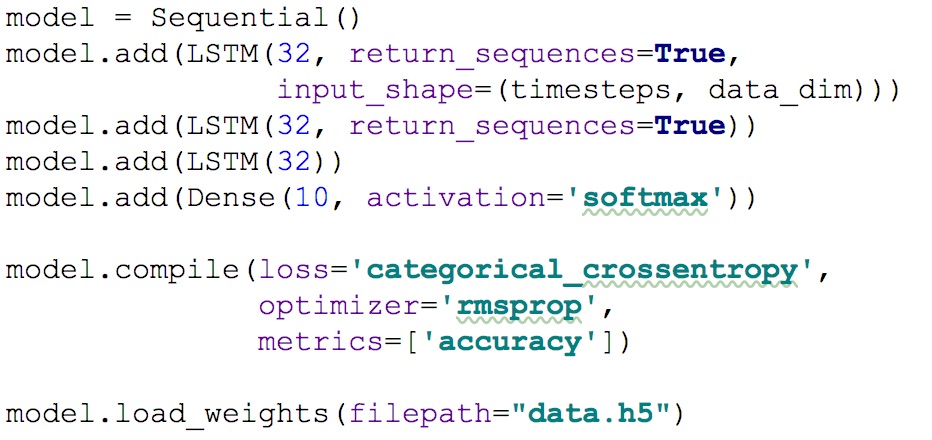 model = Sequential()
model.add(LSTM(32, return_sequences=True,
input_shape=(timesteps, data_dim)))
model.add(LSTM(32, return_sequences=True))
model.add(LSTM(32))
model.add(Dense(10, activation='softmax'))
model.compile(loss='categorical_crossentropy',
optimizer='rmsprop',
metrics=['accuracy'])
model.load_weights(filepath="data.h5")